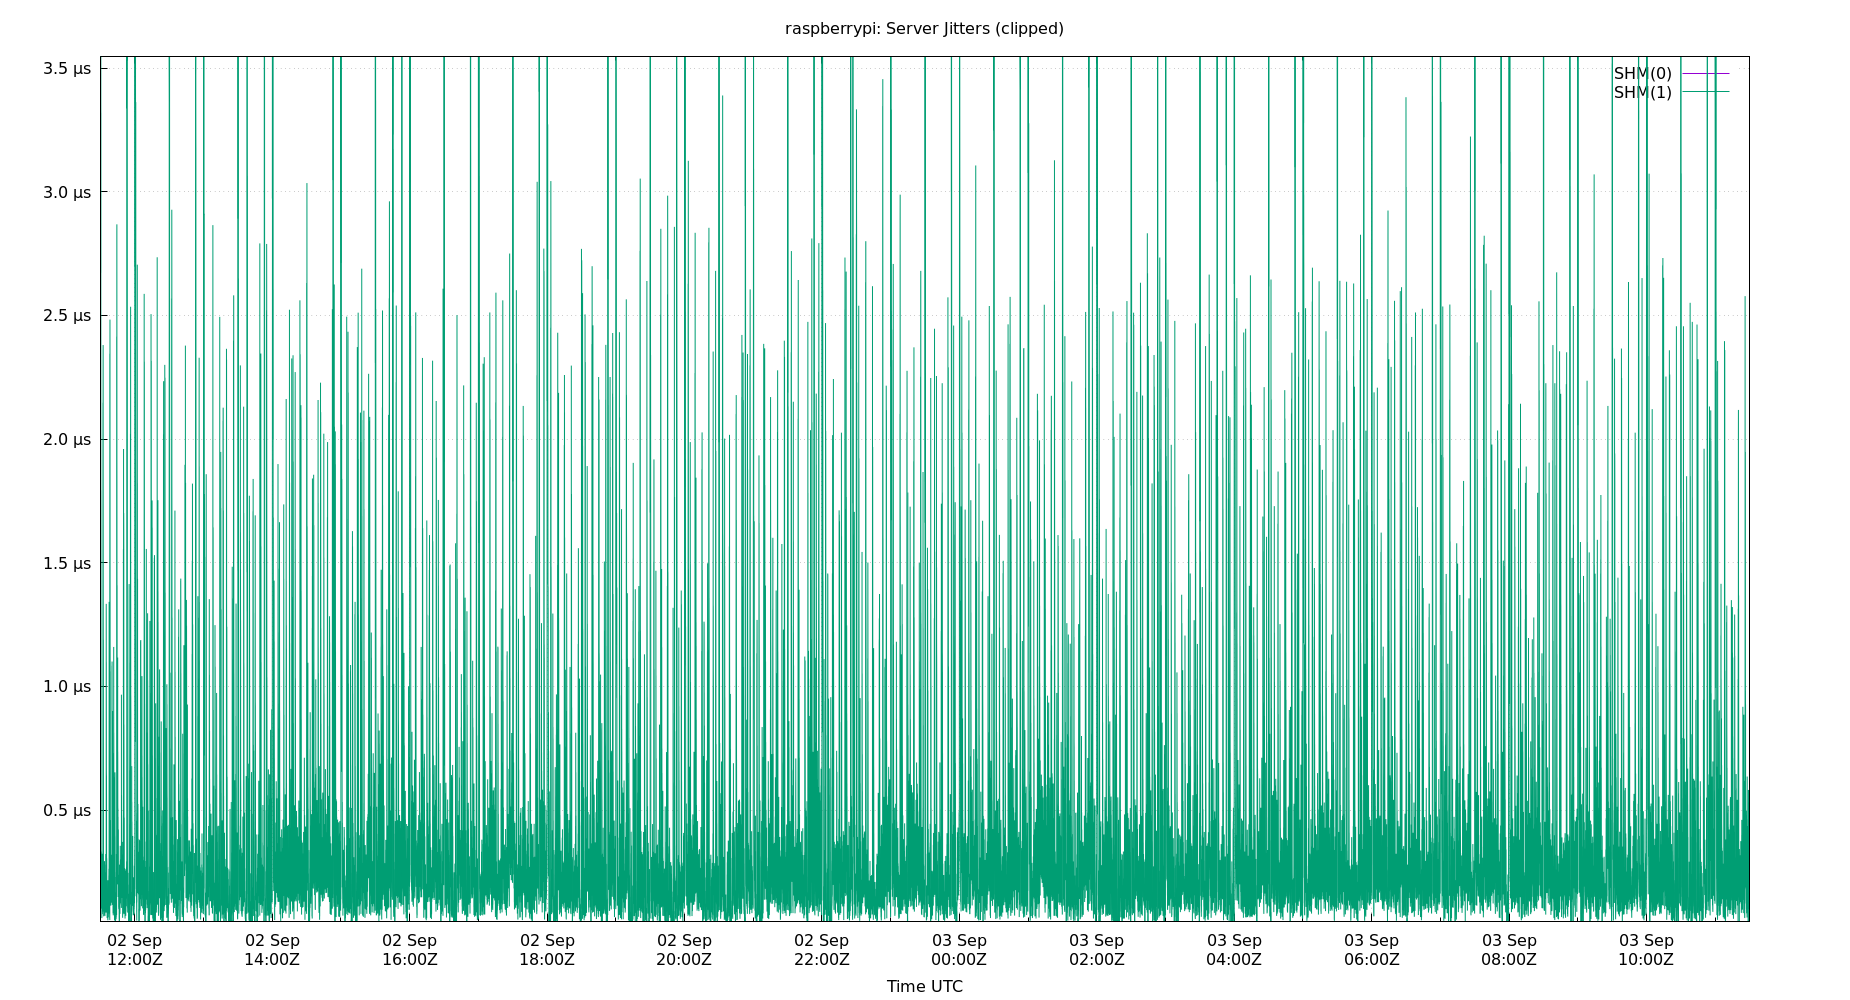 raspberrypi: Server Jitters (clipped)
3.5 µs
3.0 µs
2.5 µs
2.0 µs
1.5 µs
1.0 µs
0.5 µs
SHM(0)
SHM(1)
02 Sep 02 Sep 02 Sep 02 Sep 02 Sep 02 Sep 03 Sep 03 Sep 03 Sep 03 Sep 03 Sep 03 Sep
12:00Z 14:00Z 16:00Z 18:00Z 20:00Z 22:00Z 00:00Z 02:00Z 04:00Z 06:00Z 08:00Z 10:00Z
Time UTC